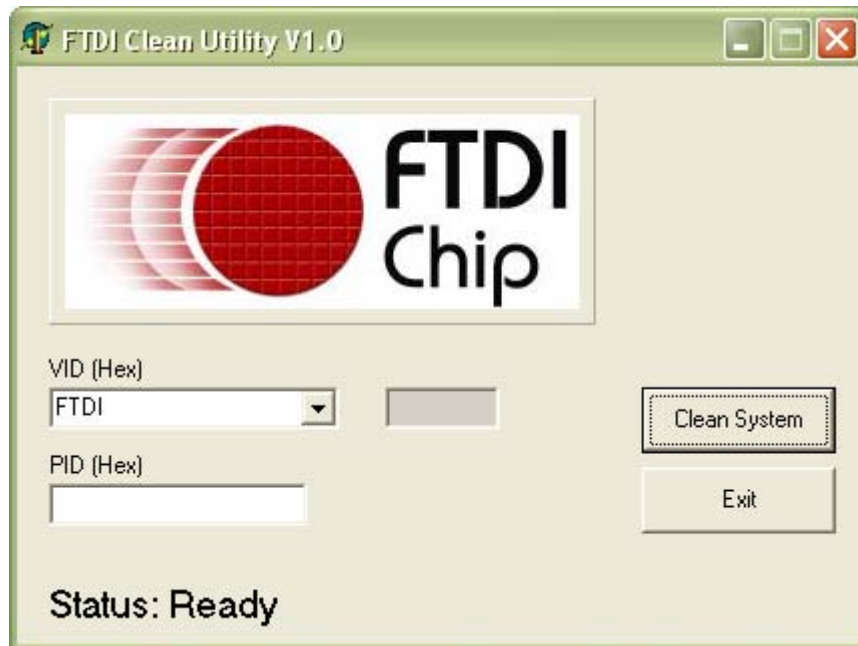 FTDI Clean Utility V1.0
FTDI
Chip
VID (Hex)
FTDI
Clean System
PID (Hex)
Exit
Status: Ready